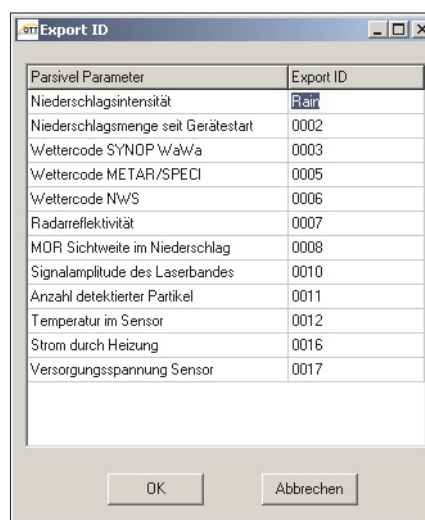 OTT Export ID
Parsivel Parameter Export ID
Niederschlagsintensität Rain
Niederschlagsmenge seit Gerätestart 0002
Wettercode SYNOP WaWa 0003
Wettercode METAR/SPECI 0005
Wettercode NWS 0006
Radarreflektivität 0007
MOR Sichtweite im Niederschlag 0008
Signalamplitude des Laserbandes 0010
Anzahl detektierter Partikel 0011
Temperatur im Sensor 0012
Strom durch Heizung 0016
Versorgungsspannung Sensor 0017
OK Abbrechen